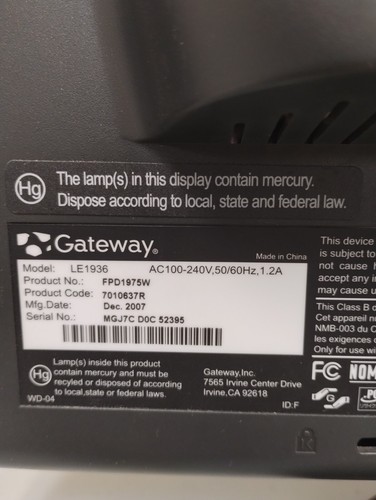 Hg
The lamp(s) in this display contain mercury.
Dispose according to local, state and federal law.
Gateway®
Made in China
Model: LE1936 AC100-240V,50/60Hz,1.2A
Product No.: FPD1975W
Product Code: 7010637R
Mfg.Date: Dec. 2007
Serial No.: MGJ7C D0C 52395
Hg
Lamp(s) inside this product
contain mercury and must be
recyled or disposed of according
to local,state or federal laws.
WD-04
Gateway,Inc.
7565 Irvine Center Drive
Irvine,CA 92618
ID:F
This device
is subject to
not cause h
accept any in
may cause u
This Class B d
Cet appareil nu
NMB-003 du C
les exigences d
Only for use wi
FC NOM
G
PC
K